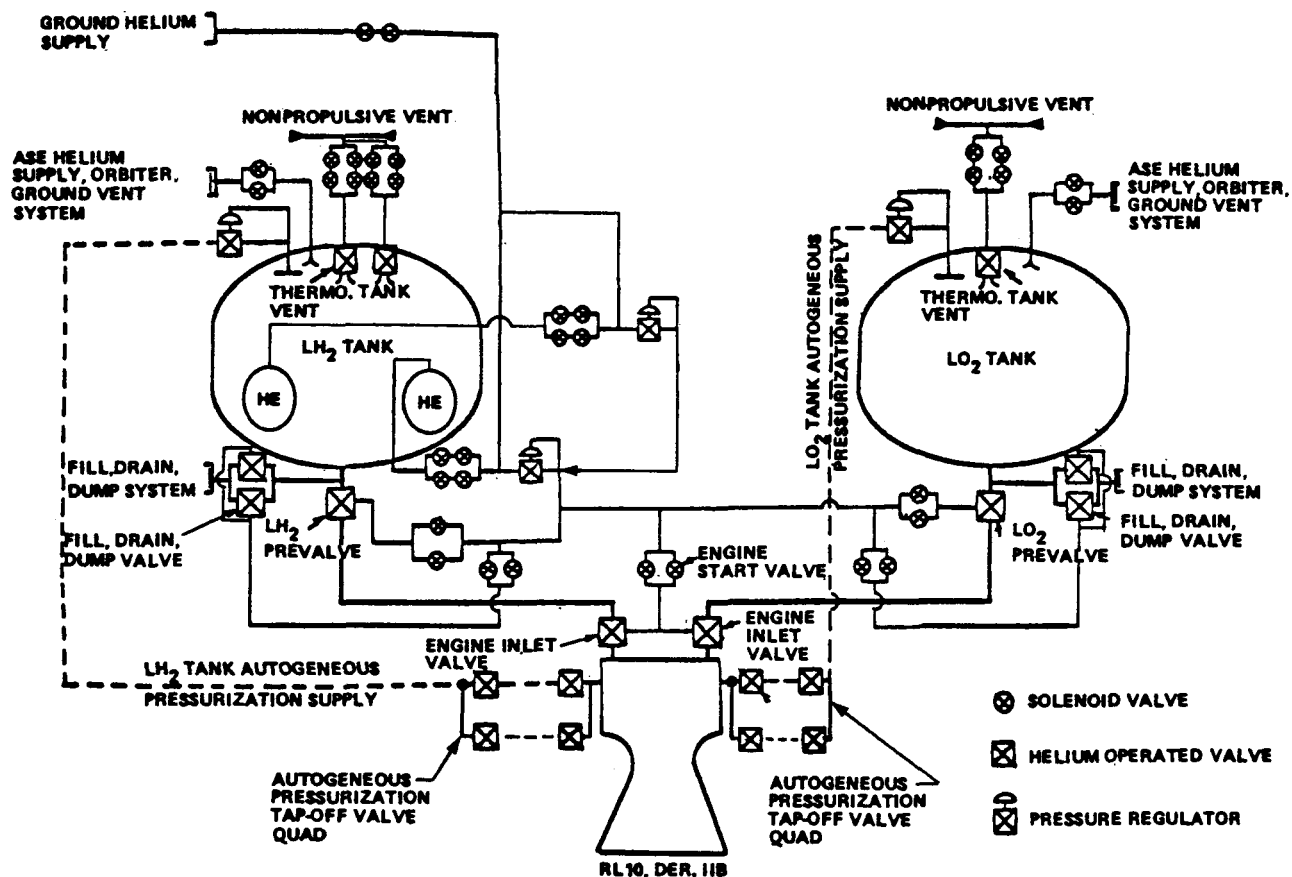 GROUND HELIUM
SUPPLY
NONPROPULSIVE VENT
ASE HELIUM
SUPPLY, ORBITER,
GROUND VENT
SYSTEM
THERMO. TANK
VENT
LH2 TANK
HE
HE
FILL, DRAIN,
DUMP SYSTEM
FILL, DRAIN,
DUMP VALVE
LH2
PREVALVE
NONPROPULSIVE VENT
ASE HELIUM
SUPPLY, ORBITER,
GROUND VENT
SYSTEM
LO2 TANK AUTOGENEOUS
PRESSURIZATION SUPPLY
THERMO. TANK
VENT
LO2 TANK
FILL, DRAIN,
DUMP SYSTEM
FILL, DRAIN,
DUMP VALVE
LO2
PREVALVE
ENGINE
START VALVE
ENGINE INLET
VALVE
ENGINE
INLET
VALVE
LH2 TANK AUTOGENEOUS
PRESSURIZATION SUPPLY
AUTOGENEOUS
PRESSURIZATION
TAP-OFF VALVE
QUAD
AUTOGENEOUS
PRESSURIZATION
TAP-OFF VALVE
QUAD
SOLENOID VALVE
HELIUM OPERATED VALVE
PRESSURE REGULATOR
RL10, DER, IIB